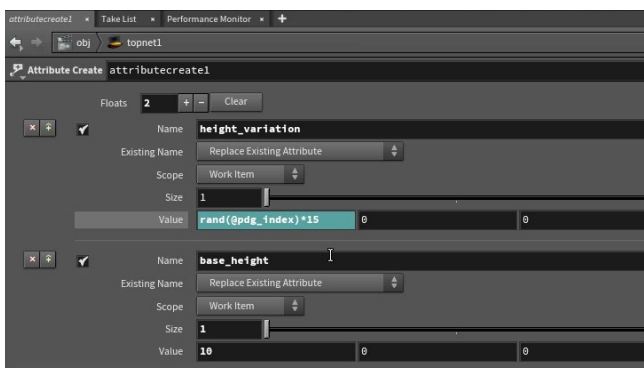 attributecreate1 × Take List × Performance Monitor × +
obj topnet1
Attribute Create attributecreate1
Floats 2 + − Clear
Name height_variation
Existing Name Replace Existing Attribute
Scope Work Item
Size 1
Value rand(@pdg_index)*15 0 0
Name base_height
Existing Name Replace Existing Attribute
Scope Work Item
Size 1
Value 10 0 0